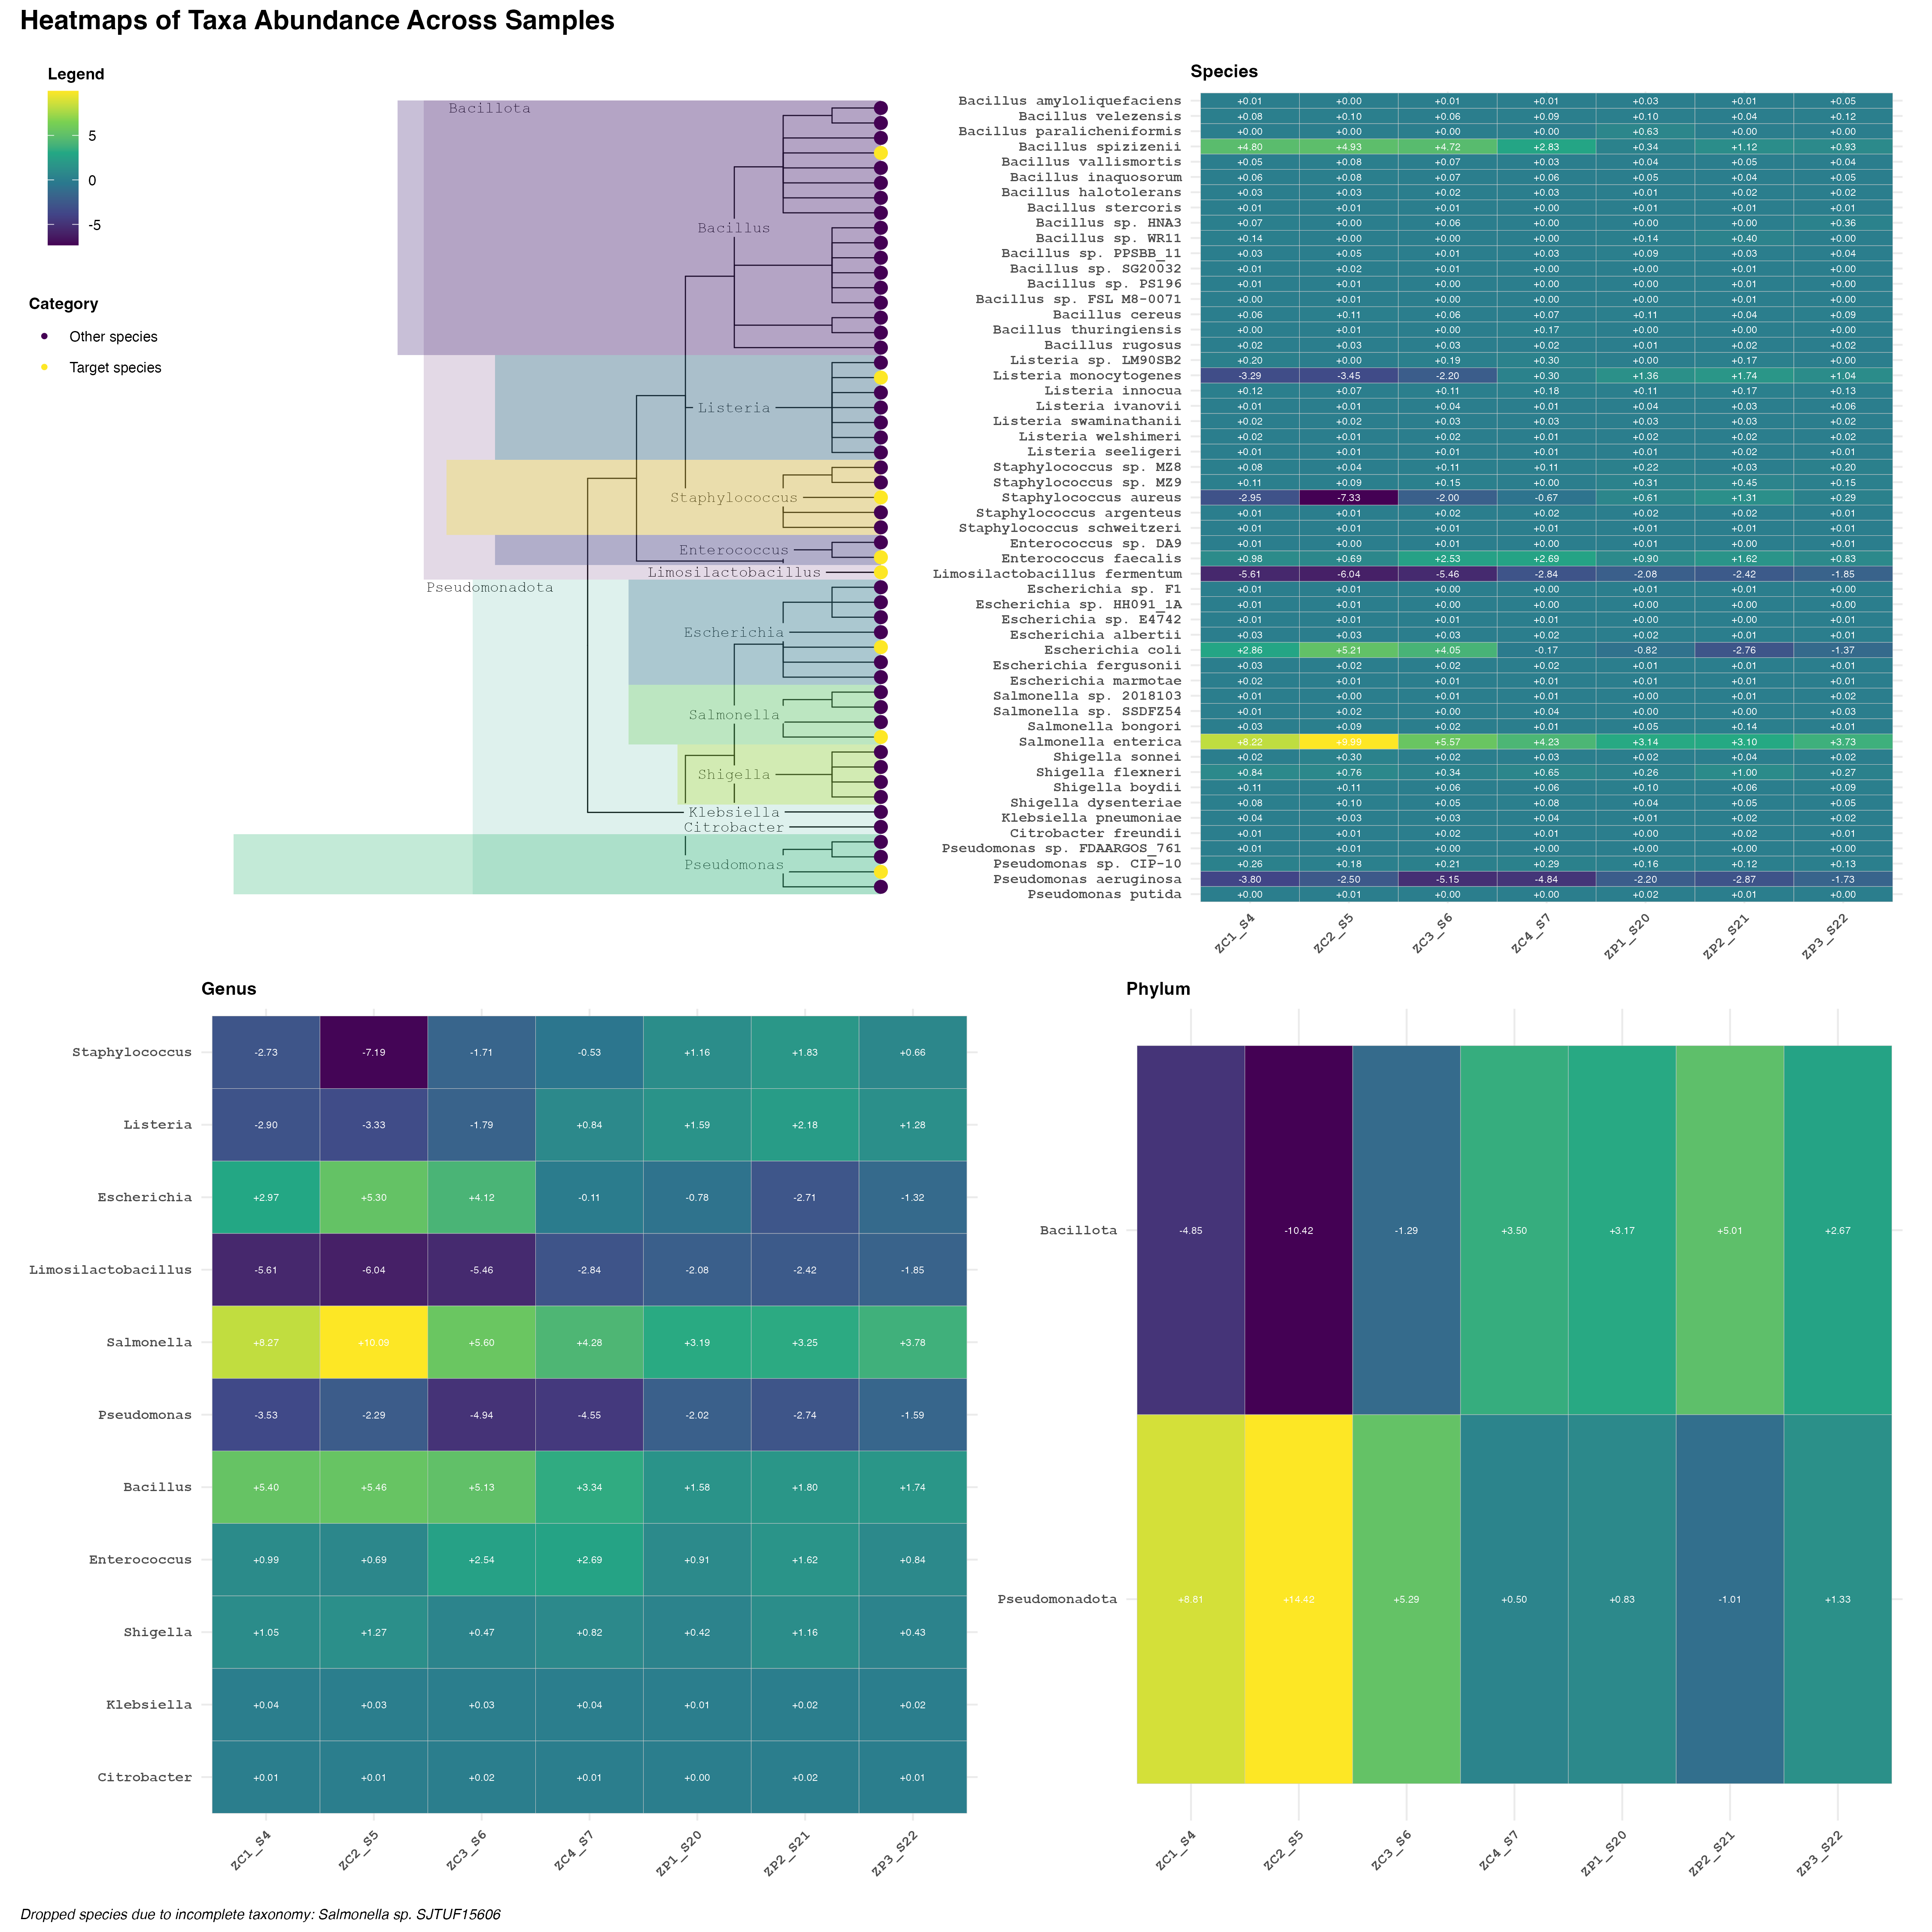 Heatmaps of Taxa Abundance Across Samples
Legend
5
0
-5
Category
Other species
Target species
Bacillota
Bacillus
Listeria
Staphylococcus
Enterococcus
Limosilactobacillus
Pseudomonadota
Escherichia
Salmonella
Shigella
Klebsiella
Citrobacter
Pseudomonas
Species
Bacillus amyloliquefaciens +0.01 +0.00 +0.01 +0.01 +0.03 +0.01 +0.05
Bacillus velezensis +0.08 +0.10 +0.06 +0.09 +0.10 +0.04 +0.12
Bacillus paralicheniformis +0.00 +0.00 +0.00 +0.00 +0.63 +0.00 +0.00
Bacillus spizizenii +4.80 +4.93 +4.72 +2.83 +0.34 +1.12 +0.93
Bacillus vallismortis +0.05 +0.08 +0.07 +0.03 +0.04 +0.05 +0.04
Bacillus inaquosorum +0.06 +0.08 +0.07 +0.06 +0.05 +0.04 +0.05
Bacillus halotolerans +0.03 +0.03 +0.02 +0.03 +0.01 +0.02 +0.02
Bacillus stercoris +0.01 +0.01 +0.01 +0.00 +0.01 +0.01 +0.01
Bacillus sp. HNA3 +0.07 +0.00 +0.06 +0.00 +0.00 +0.00 +0.36
Bacillus sp. WR11 +0.14 +0.00 +0.00 +0.00 +0.14 +0.40 +0.00
Bacillus sp. PPSBB_11 +0.03 +0.05 +0.01 +0.03 +0.09 +0.03 +0.04
Bacillus sp. SG20032 +0.01 +0.02 +0.01 +0.00 +0.00 +0.01 +0.00
Bacillus sp. PS196 +0.01 +0.01 +0.00 +0.00 +0.00 +0.01 +0.00
Bacillus sp. FSL M8-0071 +0.00 +0.01 +0.00 +0.00 +0.00 +0.00 +0.00
Bacillus cereus +0.06 +0.11 +0.06 +0.07 +0.11 +0.04 +0.09
Bacillus thuringiensis +0.00 +0.01 +0.00 +0.17 +0.00 +0.00 +0.00
Bacillus rugosus +0.02 +0.03 +0.03 +0.02 +0.01 +0.02 +0.02
Listeria sp. LM90SB2 +0.20 +0.00 +0.19 +0.30 +0.00 +0.17 +0.00
Listeria monocytogenes -3.29 -3.45 -2.20 +0.30 +1.36 +1.74 +1.04
Listeria innocua +0.12 +0.07 +0.11 +0.18 +0.11 +0.17 +0.13
Listeria ivanovii +0.01 +0.01 +0.04 +0.01 +0.04 +0.03 +0.06
Listeria swaminathanii +0.02 +0.02 +0.03 +0.03 +0.03 +0.03 +0.02
Listeria welshimeri +0.02 +0.01 +0.02 +0.01 +0.02 +0.02 +0.02
Listeria seeligeri +0.01 +0.01 +0.01 +0.01 +0.01 +0.02 +0.01
Staphylococcus sp. MZ8 +0.08 +0.04 +0.11 +0.11 +0.22 +0.03 +0.20
Staphylococcus sp. MZ9 +0.11 +0.09 +0.15 +0.00 +0.31 +0.45 +0.15
Staphylococcus aureus -2.95 -7.33 -2.00 -0.67 +0.61 +1.31 +0.29
Staphylococcus argenteus +0.01 +0.01 +0.02 +0.02 +0.02 +0.02 +0.01
Staphylococcus schweitzeri +0.01 +0.01 +0.01 +0.01 +0.01 +0.01 +0.01
Enterococcus sp. DA9 +0.01 +0.00 +0.01 +0.00 +0.01 +0.00 +0.01
Enterococcus faecalis +0.98 +0.69 +2.53 +2.69 +0.90 +1.62 +0.83
Limosilactobacillus fermentum -5.61 -6.04 -5.46 -2.84 -2.08 -2.42 -1.85
Escherichia sp. F1 +0.01 +0.01 +0.00 +0.00 +0.01 +0.00 +0.00
Escherichia sp. HH091_1A +0.01 +0.01 +0.00 +0.00 +0.00 +0.00 +0.00
Escherichia sp. E4742 +0.01 +0.01 +0.01 +0.01 +0.01 +0.00 +0.01
Escherichia albertii +0.03 +0.03 +0.03 +0.02 +0.02 +0.01 +0.01
Escherichia coli +2.86 +5.21 +4.05 -0.17 -0.82 -2.76 -1.37
Escherichia fergusonii +0.03 +0.02 +0.02 +0.02 +0.01 +0.01 +0.01
Escherichia marmotae +0.02 +0.01 +0.01 +0.01 +0.01 +0.01 +0.01
Salmonella sp. 2018103 +0.01 +0.00 +0.01 +0.01 +0.00 +0.01 +0.02
Salmonella sp. SSDFZ54 +0.01 +0.02 +0.00 +0.04 +0.00 +0.00 +0.03
Salmonella bongori +0.03 +0.09 +0.02 +0.01 +0.05 +0.14 +0.01
Salmonella enterica +8.22 +9.99 +5.57 +4.23 +3.14 +3.10 +3.73
Shigella sonnei +0.02 +0.30 +0.02 +0.03 +0.02 +0.04 +0.02
Shigella flexneri +0.84 +0.76 +0.34 +0.65 +0.26 +1.00 +0.27
Shigella boydii +0.11 +0.11 +0.06 +0.06 +0.10 +0.06 +0.09
Shigella dysenteriae +0.08 +0.10 +0.05 +0.08 +0.04 +0.05 +0.05
Klebsiella pneumoniae +0.04 +0.03 +0.03 +0.04 +0.01 +0.02 +0.02
Citrobacter freundii +0.01 +0.01 +0.02 +0.01 +0.00 +0.02 +0.01
Pseudomonas sp. FDAARGOS_761 +0.01 +0.01 +0.00 +0.00 +0.00 +0.00 +0.00
Pseudomonas sp. CIP-10 +0.26 +0.18 +0.21 +0.29 +0.16 +0.12 +0.13
Pseudomonas aeruginosa -3.80 -2.50 -5.15 -4.84 -2.20 -2.87 -1.73
Pseudomonas putida +0.00 +0.01 +0.00 +0.00 +0.02 +0.01 +0.00
ZC1_S4 ZC2_S5 ZC3_S6 ZC4_S7 ZP1_S20 ZP2_S21 ZP3_S22
Genus
Staphylococcus -2.73 -7.19 -1.71 -0.53 +1.16 +1.83 +0.66
Listeria -2.90 -3.33 -1.79 +0.84 +1.59 +2.18 +1.28
Escherichia +2.97 +5.30 +4.12 -0.11 -0.78 -2.71 -1.32
Limosilactobacillus -5.61 -6.04 -5.46 -2.84 -2.08 -2.42 -1.85
Salmonella +8.27 +10.09 +5.60 +4.28 +3.19 +3.25 +3.78
Pseudomonas -3.53 -2.29 -4.94 -4.55 -2.02 -2.74 -1.59
Bacillus +5.40 +5.46 +5.13 +3.34 +1.58 +1.80 +1.74
Enterococcus +0.99 +0.69 +2.54 +2.69 +0.91 +1.62 +0.84
Shigella +1.05 +1.27 +0.47 +0.82 +0.42 +1.16 +0.43
Klebsiella +0.04 +0.03 +0.03 +0.04 +0.01 +0.02 +0.02
Citrobacter +0.01 +0.01 +0.02 +0.01 +0.00 +0.02 +0.01
ZC1_S4 ZC2_S5 ZC3_S6 ZC4_S7 ZP1_S20 ZP2_S21 ZP3_S22
Phylum
Bacillota -4.85 -10.42 -1.29 +3.50 +3.17 +5.01 +2.67
Pseudomonadota +8.81 +14.42 +5.29 +0.50 +0.83 -1.01 +1.33
ZC1_S4 ZC2_S5 ZC3_S6 ZC4_S7 ZP1_S20 ZP2_S21 ZP3_S22
Dropped species due to incomplete taxonomy: Salmonella sp. SJTUF15606